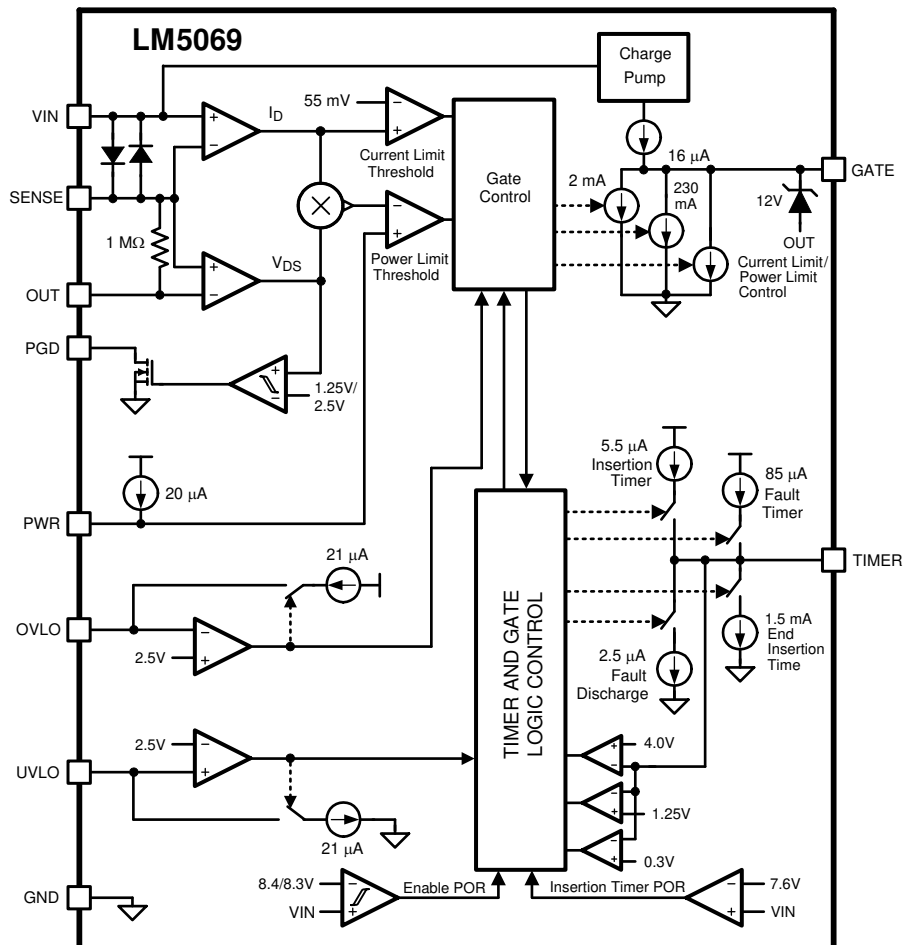 LM5069
Charge
Pump
VIN
I_D
55 mV
−
+
+
−
Current Limit
Threshold
Gate
Control
16 μA
GATE
2 mA
230
mA
12V
OUT
Current Limit/
Power Limit
Control
SENSE
1 MΩ
+
−
V_DS
−
+
Power Limit
Threshold
OUT
PGD
+
−
1.25V/
2.5V
20 μA
PWR
5.5 μA
Insertion
Timer
85 μA
Fault
Timer
TIMER
21 μA
OVLO
−
2.5V
+
TIMER AND GATE
LOGIC CONTROL
2.5 μA
Fault
Discharge
1.5 mA
End
Insertion
Time
2.5V
−
+
UVLO
21 μA
+
−
4.0V
−
+
1.25V
−
+
0.3V
GND
8.4/8.3V
−
VIN
+
Enable POR
Insertion Timer POR
−
7.6V
+
VIN